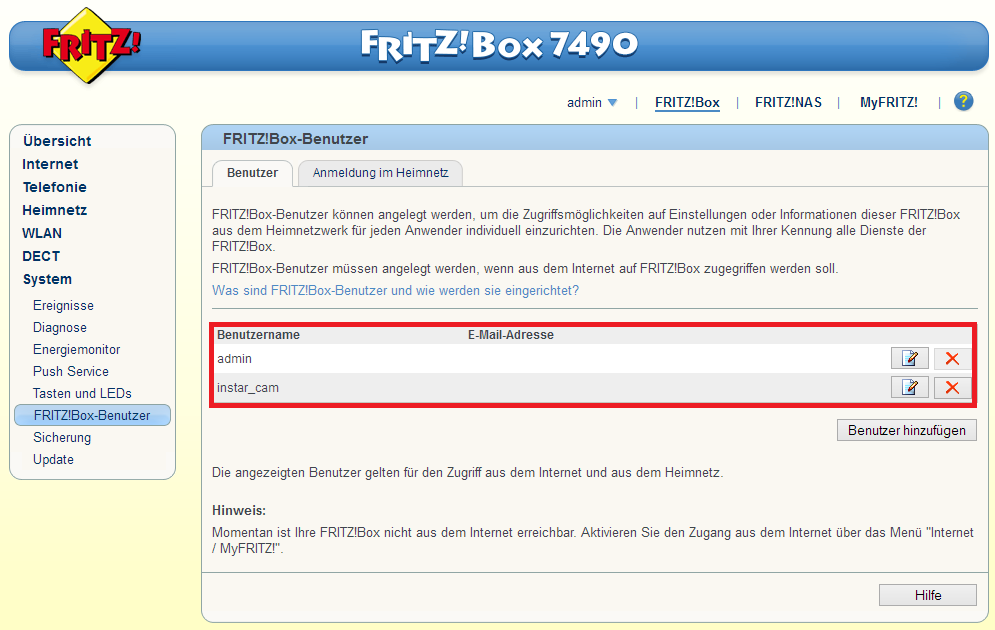 FRITZ!
FRITZ!Box 7490
admin | FRITZ!Box | FRITZ!NAS | MyFRITZ! | ?
Übersicht
Internet
Telefonie
Heimnetz
WLAN
DECT
System
Ereignisse
Diagnose
Energiemonitor
Push Service
Tasten und LEDs
FRITZ!Box-Benutzer
Sicherung
Update
FRITZ!Box-Benutzer
Benutzer Anmeldung im Heimnetz
FRITZ!Box-Benutzer können angelegt werden, um die Zugriffsmöglichkeiten auf Einstellungen oder Informationen dieser FRITZ!Box
aus dem Heimnetzwerk für jeden Anwender individuell einzurichten. Die Anwender nutzen mit Ihrer Kennung alle Dienste der
FRITZ!Box.
FRITZ!Box-Benutzer müssen angelegt werden, wenn aus dem Internet auf FRITZ!Box zugegriffen werden soll.
Was sind FRITZ!Box-Benutzer und wie werden sie eingerichtet?
Benutzername E-Mail-Adresse
admin
instar_cam
Benutzer hinzufügen
Die angezeigten Benutzer gelten für den Zugriff aus dem Internet und aus dem Heimnetz.
Hinweis:
Momentan ist Ihre FRITZ!Box nicht aus dem Internet erreichbar. Aktivieren Sie den Zugang aus dem Internet über das Menü "Internet
/ MyFRITZ!".
Hilfe